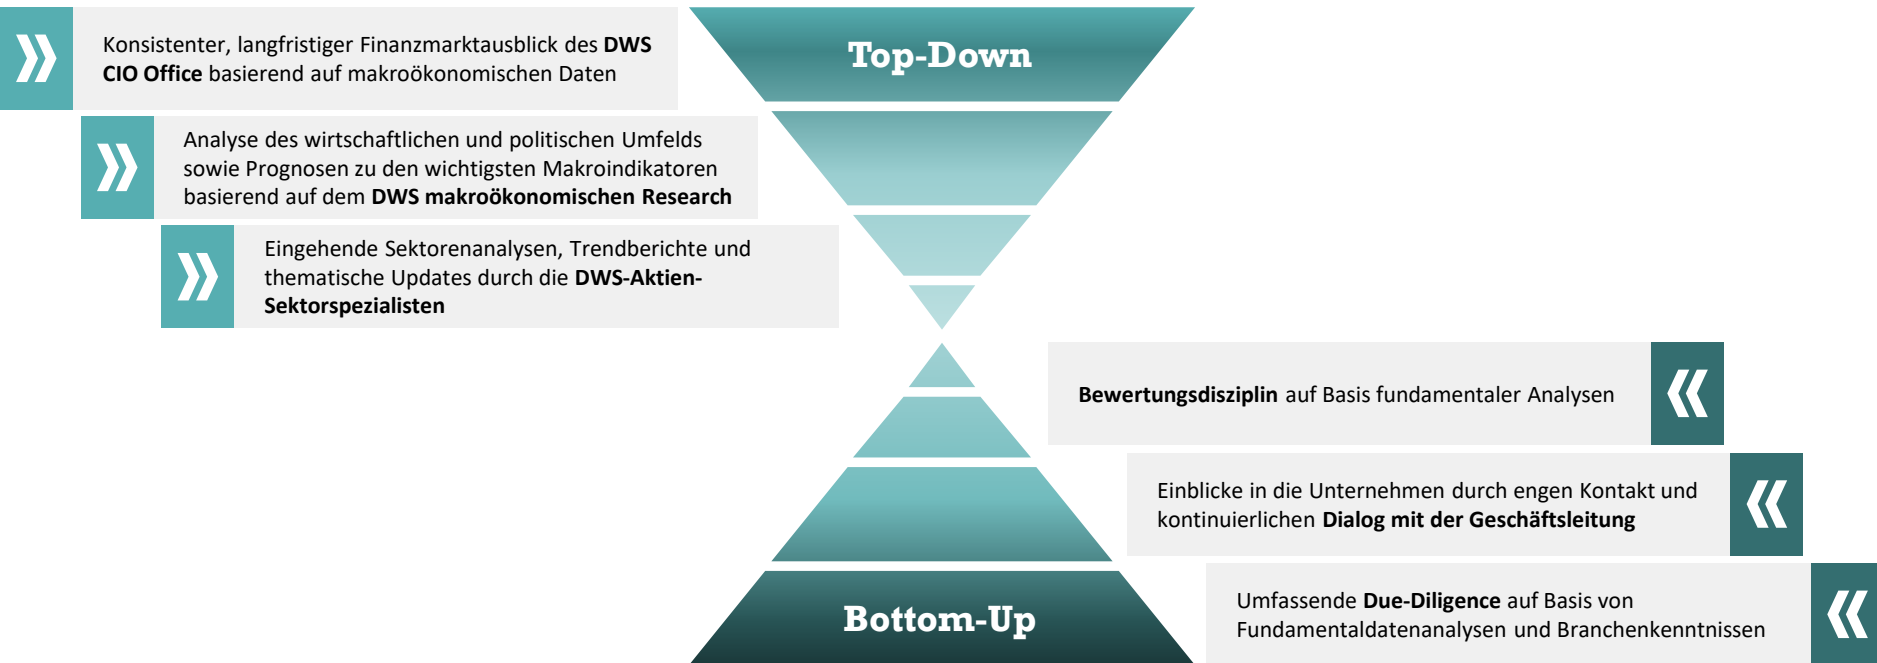 Konsistenter, langfristiger Finanzmarktausblick des DWS
CIO Office basierend auf makroökonomischen Daten
Top-Down
Analyse des wirtschaftlichen und politischen Umfelds
sowie Prognosen zu den wichtigsten Makroindikatoren
basierend auf dem DWS makroökonomischen Research
Eingehende Sektorenanalysen, Trendberichte und
thematische Updates durch die DWS-Aktien-
Sektorspezialisten
Bewertungsdisziplin auf Basis fundamentaler Analysen
Einblicke in die Unternehmen durch engen Kontakt und
kontinuierlichen Dialog mit der Geschäftsleitung
Bottom-Up
Umfassende Due-Diligence auf Basis von
Fundamentaldatenanalysen und Branchenkenntnissen